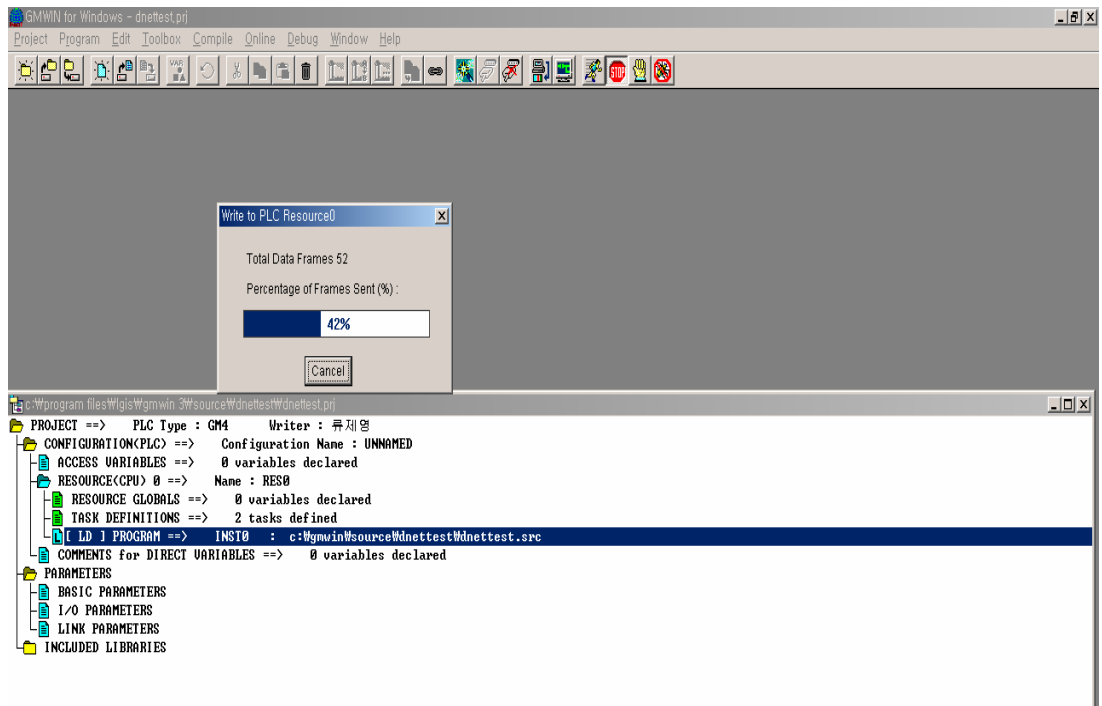 GMWIN for Windows - dnettest.prj
Project Program Edit Toolbox Compile Online Debug Window Help
VAR
STOP
Write to PLC Resource0
Total Data Frames 52
Percentage of Frames Sent (%) :
42%
Cancel
c:₩program files₩lgis₩gmwin 3₩source₩dnettest₩dnettest.prj
PROJECT ==> PLC Type : GM4 Writer : 류제영
CONFIGURATION(PLC) ==> Configuration Name : UNNAMED
ACCESS VARIABLES ==> 0 variables declared
RESOURCE(CPU) 0 ==> Name : RES0
RESOURCE GLOBALS ==> 0 variables declared
TASK DEFINITIONS ==> 2 tasks defined
[ LD ] PROGRAM ==> INST0 : c:₩gmwin₩source₩dnettest₩dnettest.src
COMMENTS for DIRECT VARIABLES ==> 0 variables declared
PARAMETERS
BASIC PARAMETERS
I/O PARAMETERS
LINK PARAMETERS
INCLUDED LIBRARIES